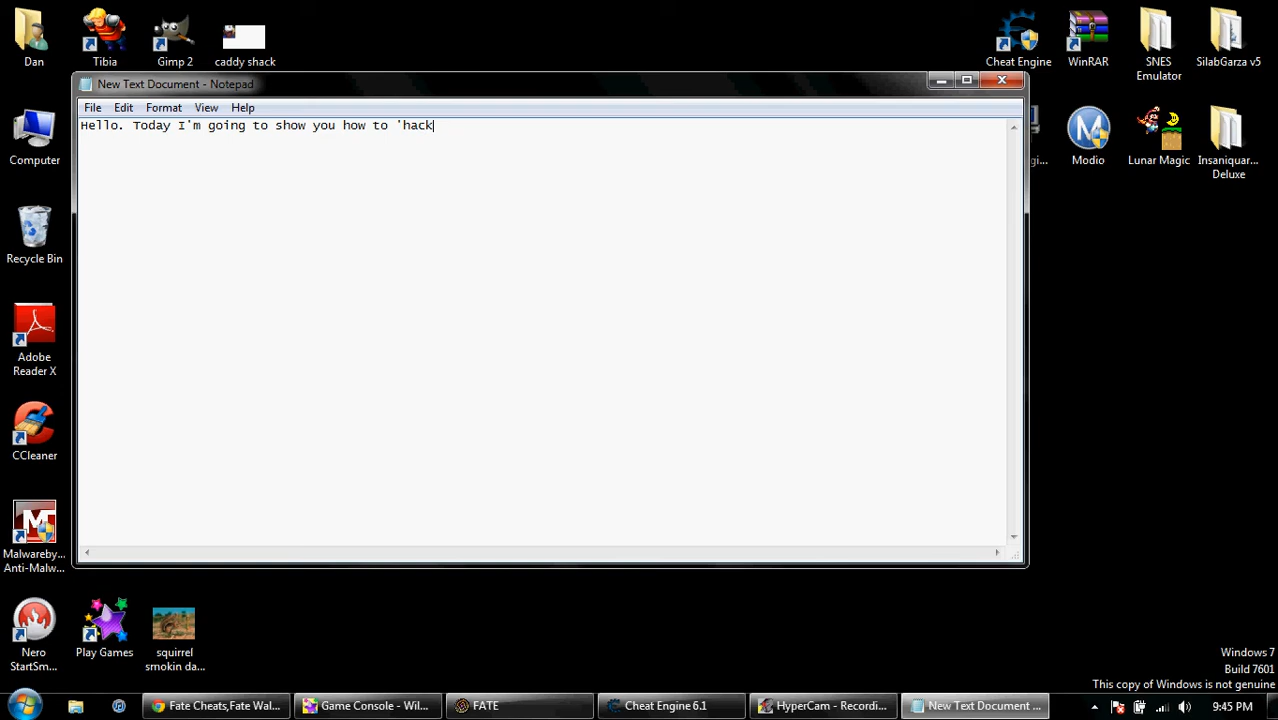 Dan
Tibia
Gimp 2
caddy shack
Cheat Engine
WinRAR
SNES Emulator
SilabGarza v5
New Text Document - Notepad
File Edit Format View Help
Hello. Today I'm going to show you how to 'hack
Computer
Modio
Lunar Magic
Insaniquar... Deluxe
Recycle Bin
Adobe Reader X
CCleaner
Malwareby... Anti-Malw...
Nero StartSm...
Play Games
squirrel smokin da...
Windows 7
Build 7601
This copy of Windows is not genuine
Fate Cheats,Fate Wal...
Game Console - Wil...
FATE
Cheat Engine 6.1
HyperCam - Recordi...
New Text Document ...
9:45 PM